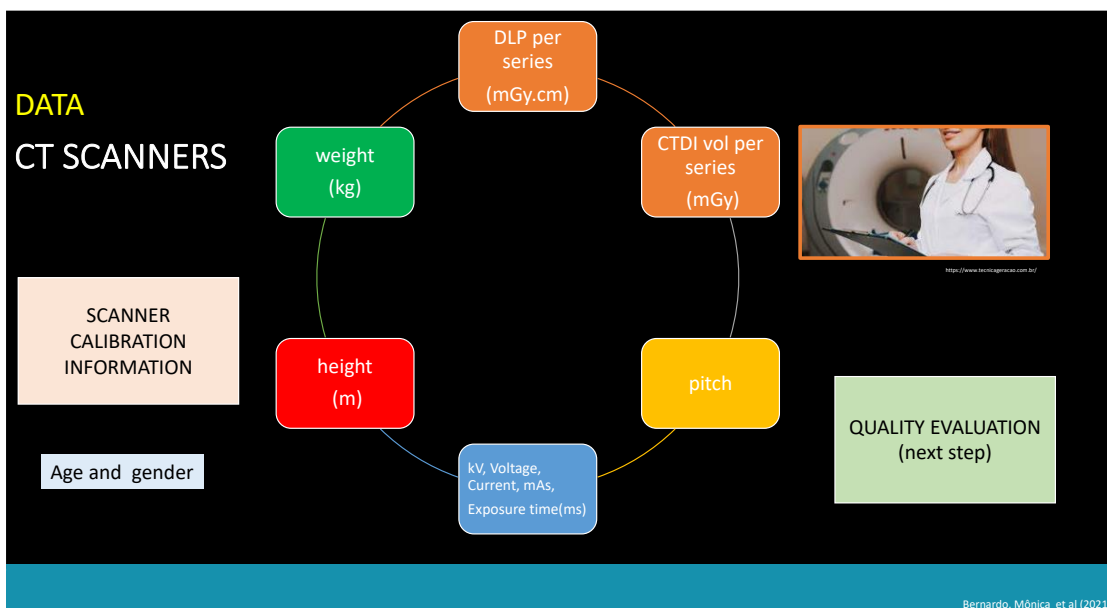 DATA
CT SCANNERS
DLP per
series
(mGy.cm)
CTDI vol per
series
(mGy)
pitch
kV, Voltage,
Current, mAs,
Exposure time(ms)
height
(m)
weight
(kg)
SCANNER
CALIBRATION
INFORMATION
Age and gender
https://www.tecnicageracao.com.br/
QUALITY EVALUATION
(next step)
Bernardo, Mônica et al (2021